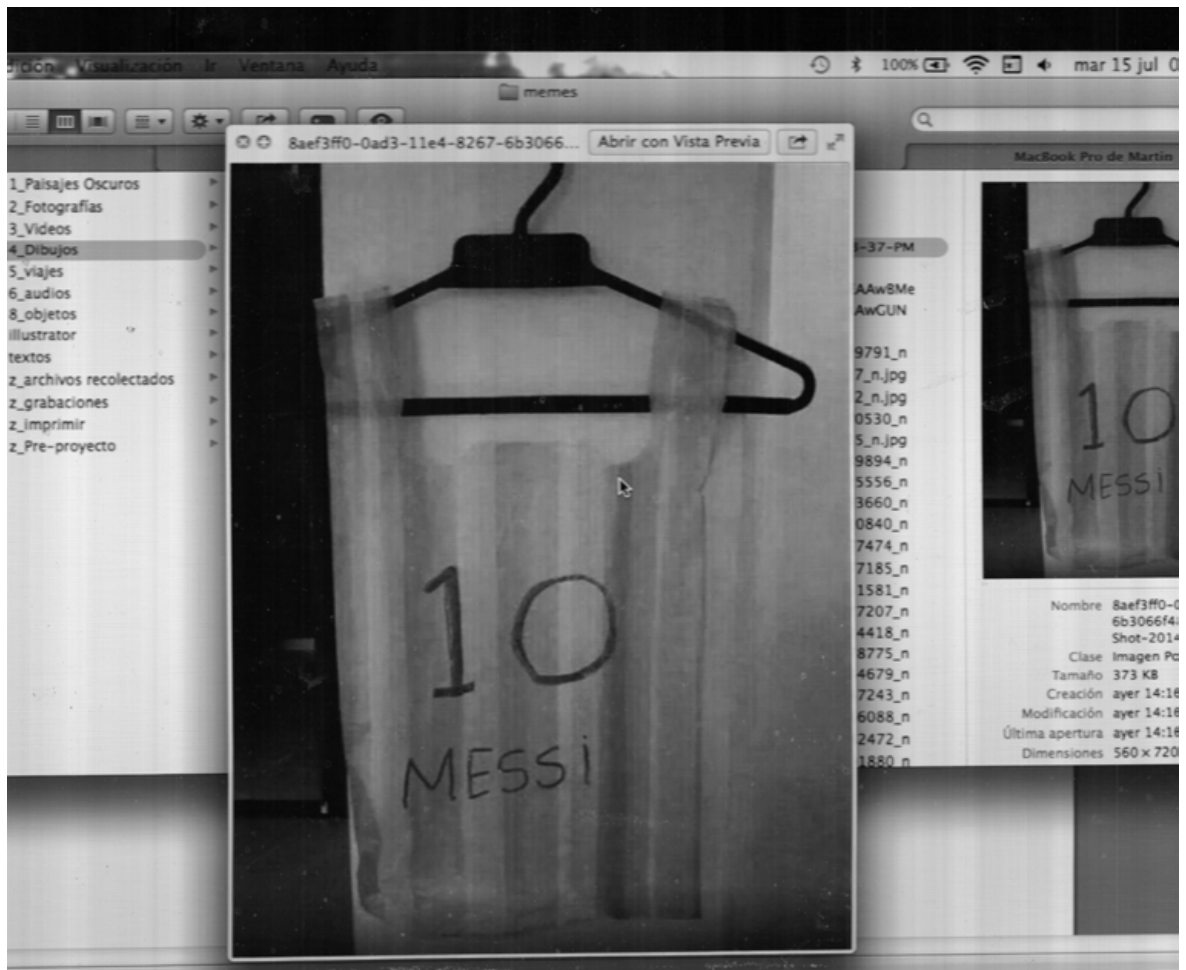 Visualización Ir Ventana Ayuda
100%
mar 15 jul
memes
8aef3ff0-0ad3-11e4-8267-6b3066...
Abrir con Vista Previa
MacBook Pro de Martin
1_Paisajes Oscuros
2_Fotografías
3_Videos
4_Dibujos
5_viajes
6_audios
8_objetos
illustrator
textos
z_archivos recolectados
z_grabaciones
z_imprimir
z_Pre-proyecto
10
MESSi
-37-PM
AAwBMe
AwGUN
9791_n
7_n.jpg
2_n.jpg
0530_n
5_n.jpg
9894_n
5556_n
3660_n
0840_n
7474_n
7185_n
1581_n
7207_n
4418_n
8775_n
4679_n
7243_n
6088_n
2472_n
1880_n
10
MESSi
Nombre 8aef3ff0-0
6b3066f4
Shot-2014
Clase Imagen Po
Tamaño 373 KB
Creación ayer 14:16
Modificación ayer 14:16
Última apertura ayer 14:16
Dimensiones 560 × 720